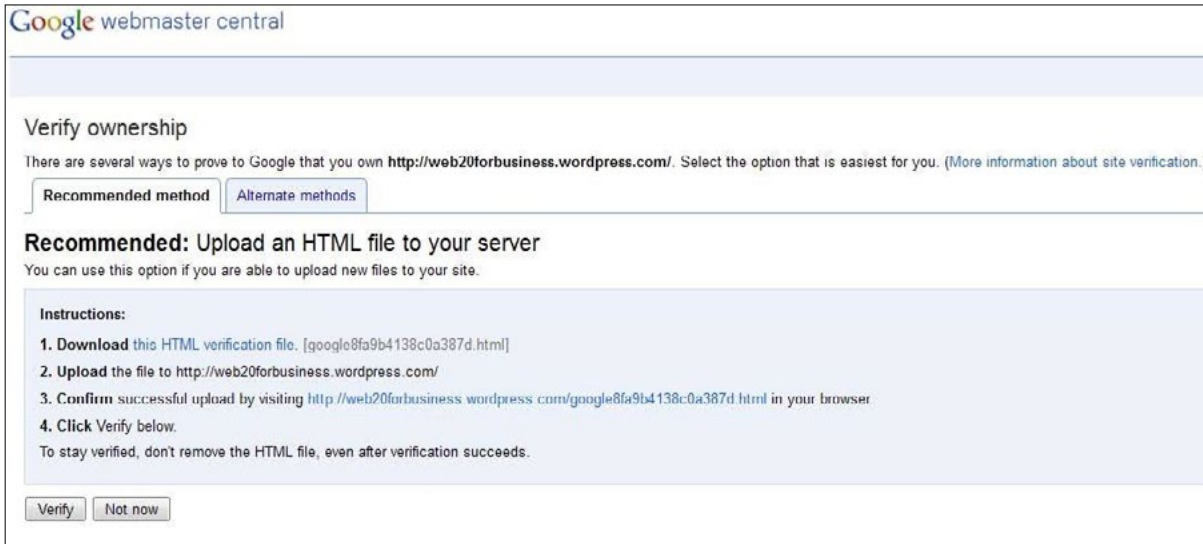 Google webmaster central
Verify ownership
There are several ways to prove to Google that you own http://web20forbusiness.wordpress.com/. Select the option that is easiest for you. (More information about site verification.
Recommended method
Alternate methods
Recommended: Upload an HTML file to your server
You can use this option if you are able to upload new files to your site.
Instructions:
1. Download this HTML verification file. [google8fa9b4138c0a387d.html]
2. Upload the file to http://web20forbusiness.wordpress.com/
3. Confirm successful upload by visiting http://web20forbusiness.wordpress.com/google8fa9b4138c0a387d.html in your browser
4. Click Verify below.
To stay verified, don't remove the HTML file, even after verification succeeds.
Verify
Not now